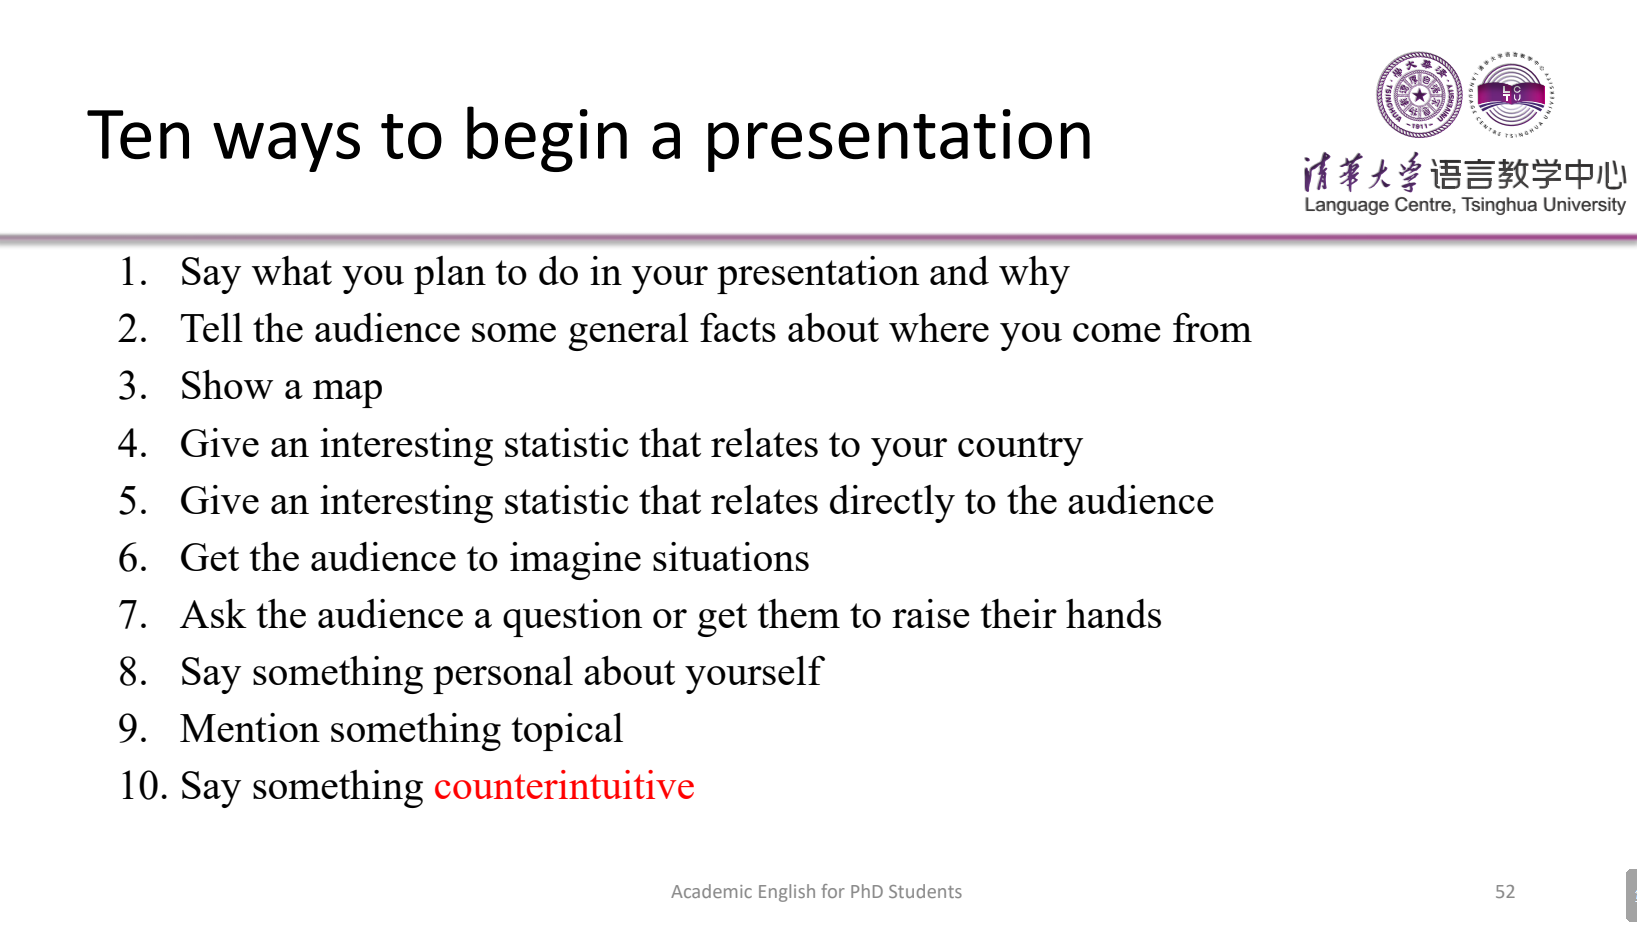 Ten ways to begin a presentation
清華大学 语言教学中心
Language Centre, Tsinghua University
1. Say what you plan to do in your presentation and why
2. Tell the audience some general facts about where you come from
3. Show a map
4. Give an interesting statistic that relates to your country
5. Give an interesting statistic that relates directly to the audience
6. Get the audience to imagine situations
7. Ask the audience a question or get them to raise their hands
8. Say something personal about yourself
9. Mention something topical
10. Say something counterintuitive
Academic English for PhD Students
52